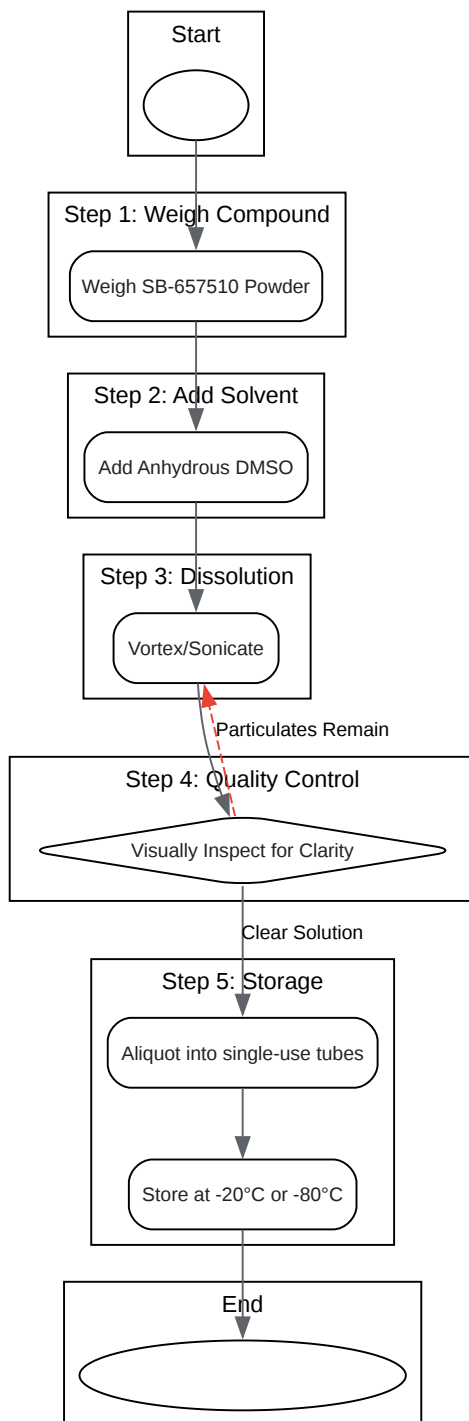 Start
Step 1: Weigh Compound
Weigh SB-657510 Powder
Step 2: Add Solvent
Add Anhydrous DMSO
Step 3: Dissolution
Vortex/Sonicate
Particulates Remain
Step 4: Quality Control
Visually Inspect for Clarity
Clear Solution
Step 5: Storage
Aliquot into single-use tubes
Store at -20°C or -80°C
End